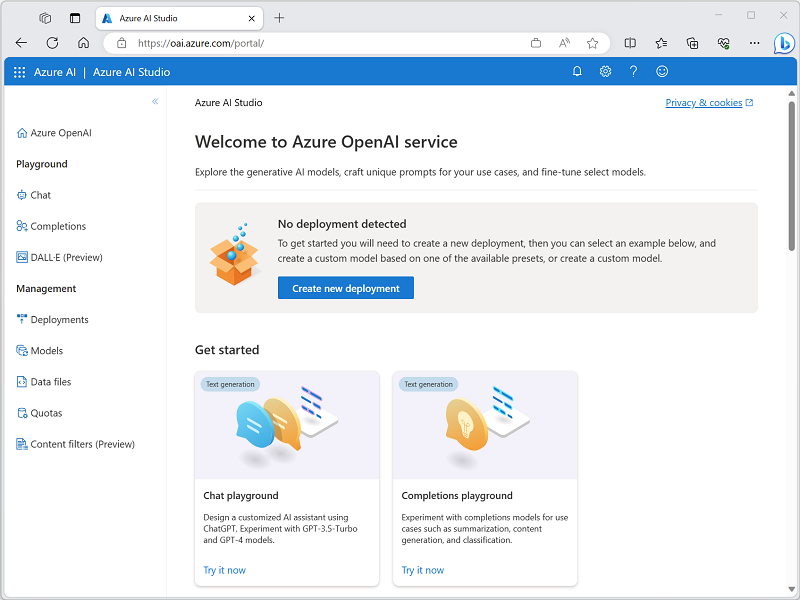 Azure AI Studio
https://oai.azure.com/portal/
Azure AI | Azure AI Studio
Azure OpenAI
Playground
Chat
Completions
DALL·E (Preview)
Management
Deployments
Models
Data files
Quotas
Content filters (Preview)
Azure AI Studio
Privacy & cookies
Welcome to Azure OpenAI service
Explore the generative AI models, craft unique prompts for your use cases, and fine-tune select models.
No deployment detected
To get started you will need to create a new deployment, then you can select an example below, and
create a custom model based on one of the available presets, or create a custom model.
Create new deployment
Get started
Text generation
Chat playground
Design a customized AI assistant using
ChatGPT. Experiment with GPT-3.5-Turbo
and GPT-4 models.
Try it now
Text generation
Completions playground
Experiment with completions models for use
cases such as summarization, content
generation, and classification.
Try it now